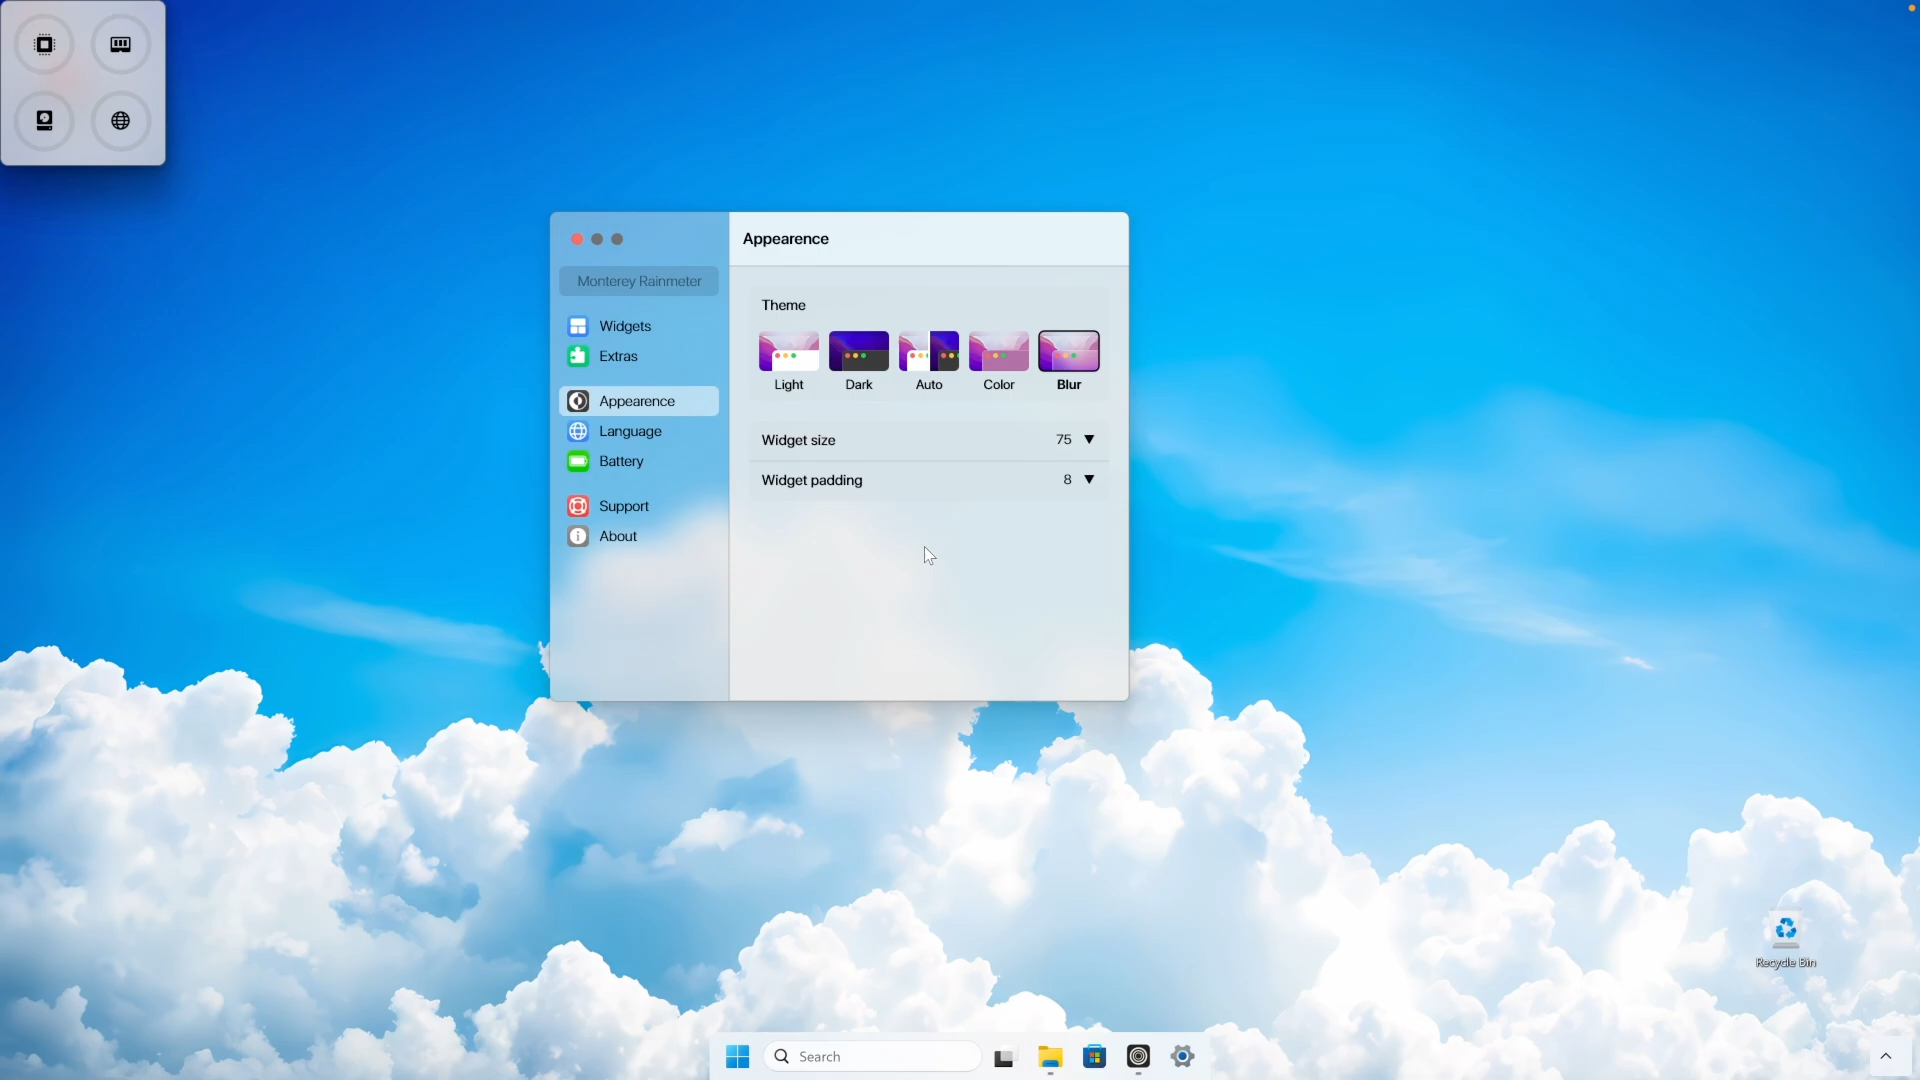 Appearence
Monterey Rainmeter
Widgets
Extras
Appearence
Language
Battery
Support
About
Theme
Light Dark Auto Color Blur
Widget size 75
Widget padding 8
Recycle Bin
Search